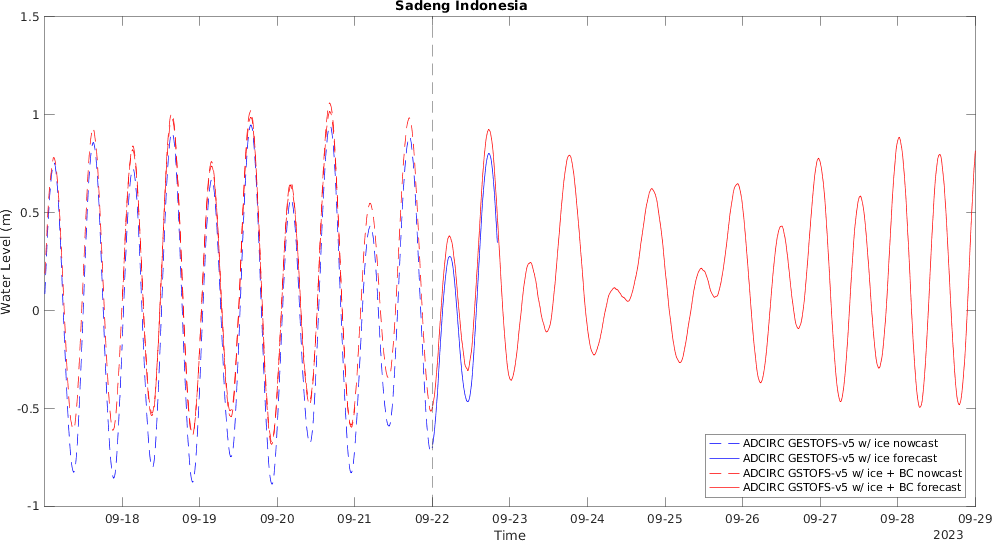 Sadeng Indonesia
1.5
1
0.5
0
-0.5
-1
Water Level (m)
09-18
09-19
09-20
09-21
09-22
09-23
09-24
09-25
09-26
09-27
09-28
09-29
Time
2023
ADCIRC GESTOFS-v5 w/ ice nowcast
ADCIRC GESTOFS-v5 w/ ice forecast
ADCIRC GSTOFS-v5 w/ ice + BC nowcast
ADCIRC GSTOFS-v5 w/ ice + BC forecast